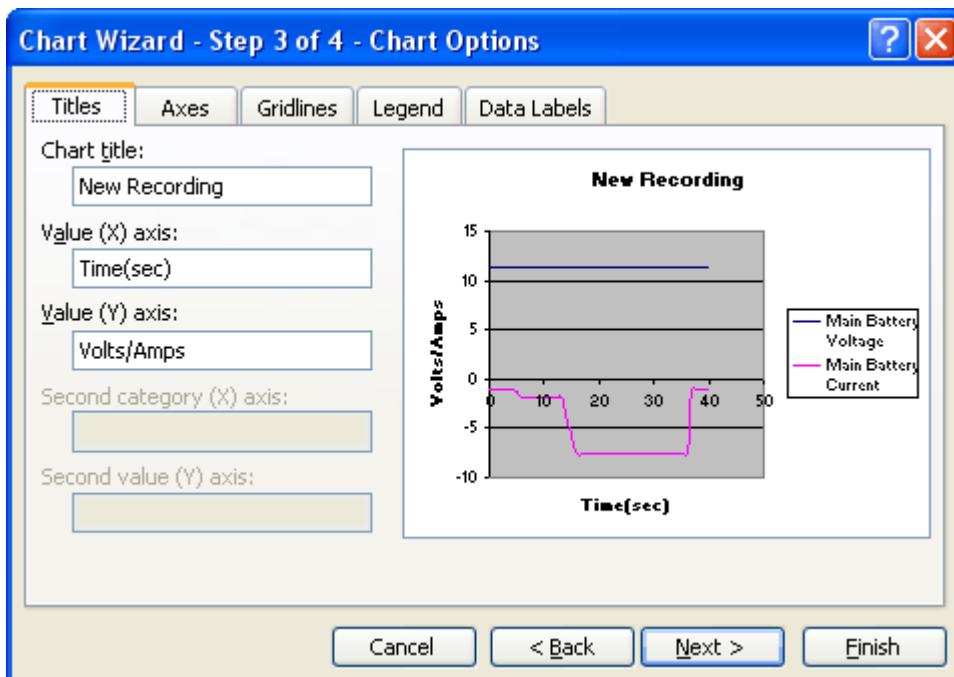 Chart Wizard - Step 3 of 4 - Chart Options
Titles Axes Gridlines Legend Data Labels
Chart title:
New Recording
Value (X) axis:
Time(sec)
Value (Y) axis:
Volts/Amps
Second category (X) axis:
Second value (Y) axis:
New Recording
Volts/Amps
15
10
5
0
-5
-10
0 10 20 30 40 50
Time(sec)
Main Battery
Voltage
Main Battery
Current
Cancel < Back Next > Finish